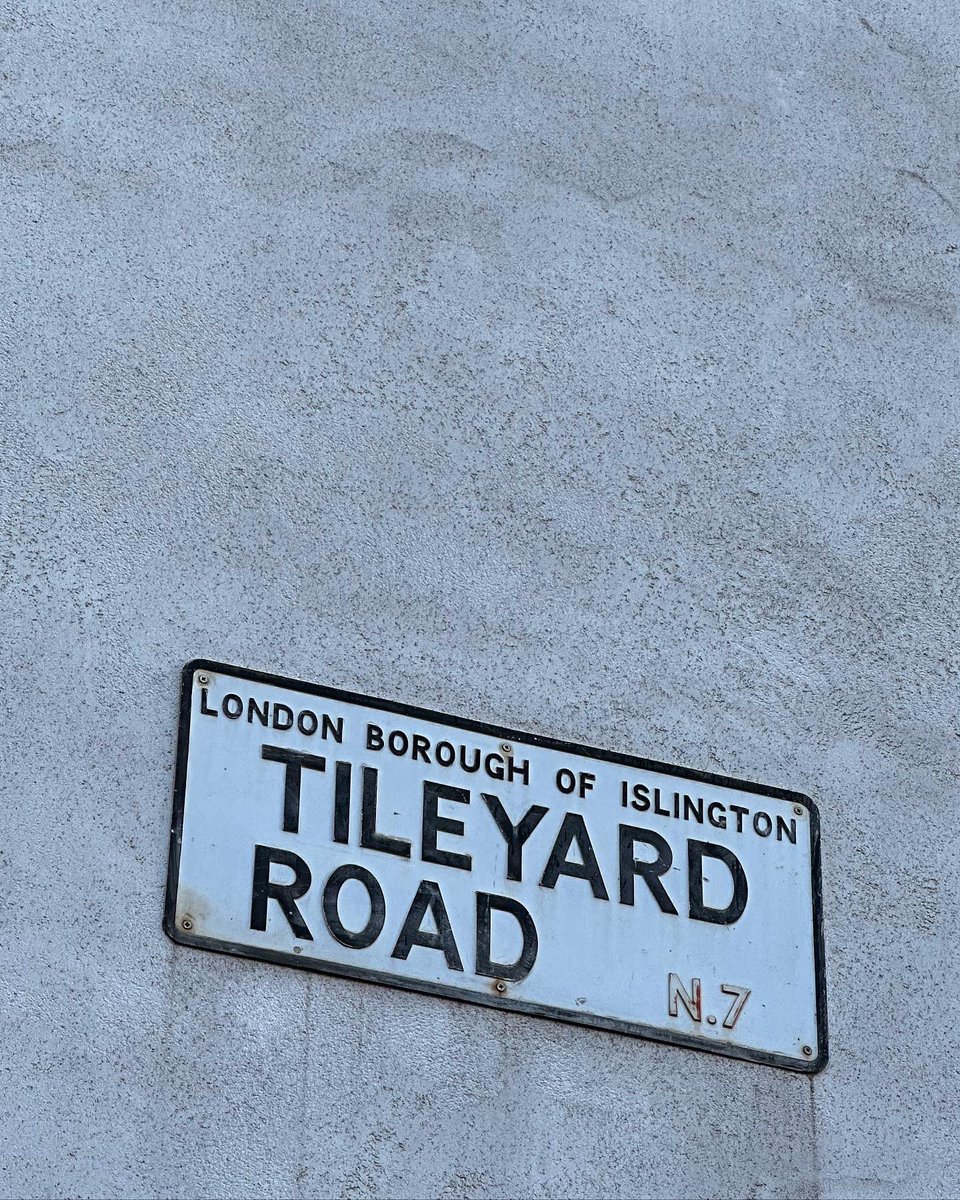 LONDON BOROUGH OF ISLINGTON
TILEYARD
ROAD
N.7